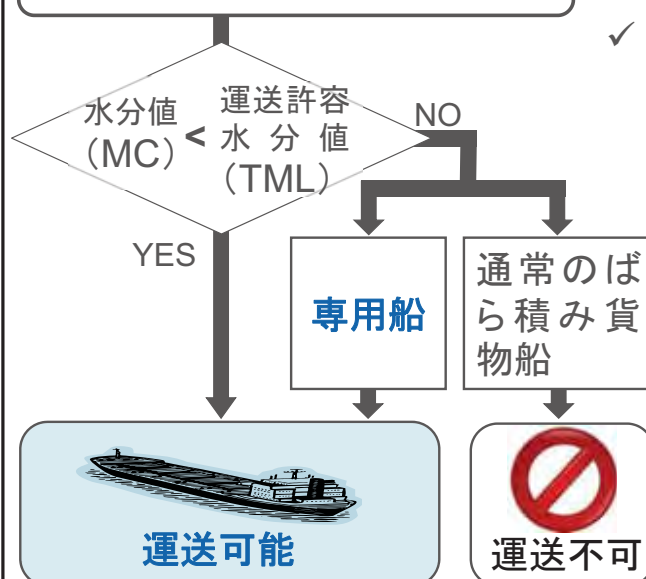 ✓
水分値
(MC)
<
運送許容
水分値
(TML)
NO
YES
専用船
通常のば
ら積み貨
物船
運送可能
運送不可